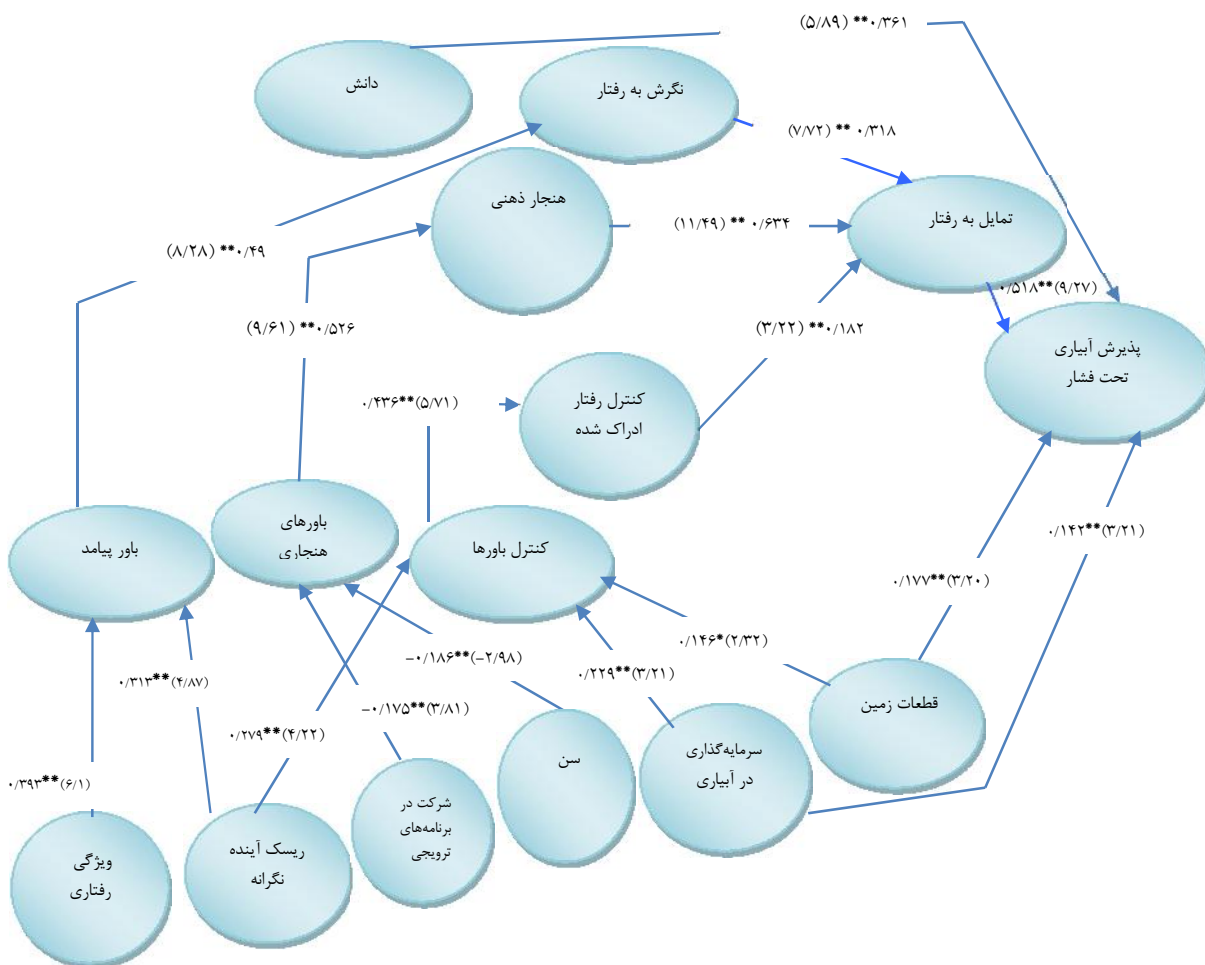 (۵/۸۹) **۰/۳۶۱
دانش
نگرش به رفتار
(۷/۷۲) ** ۰/۳۱۸
هنجار ذهنی
تمایل به رفتار
(۱۱/۴۹) ** ۰/۶۳۴
(۸/۲۸) **۰/۴۹
۰/۵۱۸**(۹/۲۷)
(۹/۶۱) **۰/۵۲۶
(۳/۲۲) **۰/۱۸۲
پذیرش آبیاری
تحت فشار
۰/۴۳۶**(۵/۷۱)
کنترل رفتار
ادراک شده
باورهای
هنجاری
باور پیامد
کنترل باورها
۰/۱۴۲**(۳/۲۱)
۰/۱۷۷**(۳/۲۰)
۰/۱۴۶*(۲/۳۲)
-۰/۱۸۶**(-۲/۹۸)
۰/۲۲۹**(۳/۲۱)
۰/۳۱۳**(۴/۸۷)
-۰/۱۷۵**(۳/۸۱)
۰/۲۷۹**(۴/۲۲)
قطعات زمین
سن
سرمایه‌گذاری
در آبیاری
۰/۳۹۳**(۶/۱)
شرکت در
برنامه‌های
ترویجی
ریسک آینده
نگرانه
ویژگی
رفتاری